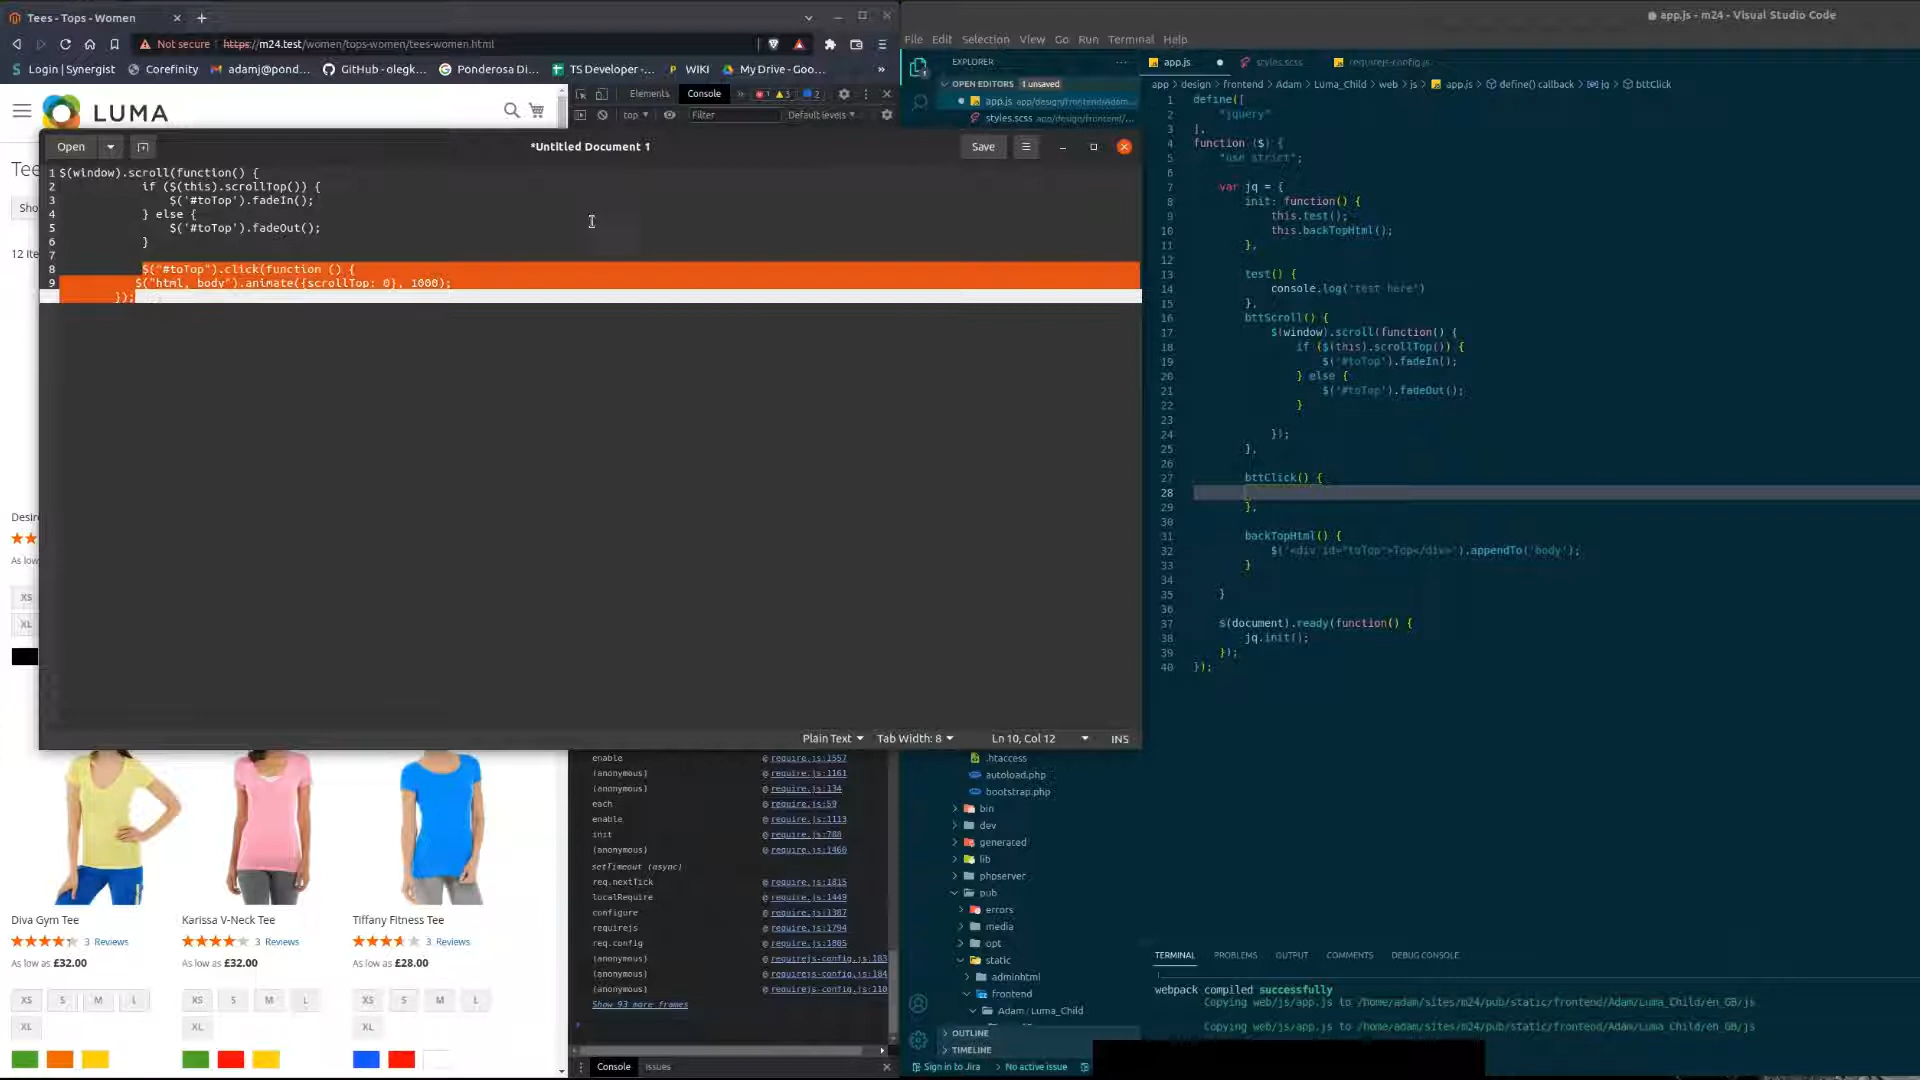 Tees - Tops - Women
Not secure
https://m24.test/women/tops-women/tees-women.html
Login | Synergist
Corefinity
adamj@pond...
GitHub - olegk...
Ponderosa Di...
TS Developer -...
WIKI
My Drive - Goo...
»
LUMA
Elements
Console
»
1
3
2
top
Filter
Default levels
Open
*Untitled Document 1
Save
1 $(window).scroll(function() {
2 if ($(this).scrollTop()) {
3 $('#toTop').fadeIn();
4 } else {
5 $('#toTop').fadeOut();
6 }
7
8 $("#toTop").click(function () {
9 $("html, body").animate({scrollTop: 0}, 1000);
});
Plain Text
Tab Width: 8
Ln 10, Col 12
INS
Tee
Sho
12 Ite
Desire
As low
XS
XL
Diva Gym Tee
3 Reviews
As low as £32.00
XS
S
M
L
XL
Karissa V-Neck Tee
3 Reviews
As low as £32.00
XS
S
M
L
XL
Tiffany Fitness Tee
3 Reviews
As low as £28.00
XS
S
M
L
XL
enable @ require.js:1557
(anonymous) @ require.js:1161
(anonymous) @ require.js:134
each @ require.js:59
enable @ require.js:1113
init @ require.js:788
(anonymous) @ require.js:1460
setTimeout (async)
req.nextTick @ require.js:1815
localRequire @ require.js:1449
configure @ require.js:1387
requirejs @ require.js:1794
req.config @ require.js:1805
(anonymous) @ requirejs-config.js:183
(anonymous) @ requirejs-config.js:184
(anonymous) @ requirejs-config.js:110
Show 93 more frames
Console
Issues
app.js - m24 - Visual Studio Code
File Edit Selection View Go Run Terminal Help
EXPLORER
OPEN EDITORS 1 unsaved
app.js app/design/frontend/Adam...
styles.scss app/design/frontend/...
.htaccess
autoload.php
bootstrap.php
bin
dev
generated
lib
phpserver
pub
errors
media
opt
static
adminhtml
frontend
Adam / Luma_Child
OUTLINE
TIMELINE
Sign in to Jira
No active issue
app.js
styles.scss
requirejs-config.js
app > design > frontend > Adam > Luma_Child > web > js > app.js > define() callback > jq > bttClick
1 define([
2 "jquery"
3 ],
4 function ($) {
5 "use strict";
6
7 var jq = {
8 init: function() {
9 this.test();
10 this.backTopHtml();
11 },
12
13 test() {
14 console.log('test here')
15 },
16 bttScroll() {
17 $(window).scroll(function() {
18 if ($(this).scrollTop()) {
19 $('#toTop').fadeIn();
20 } else {
21 $('#toTop').fadeOut();
22 }
23
24 });
25 },
26
27 bttClick() {
28
29 },
30
31 backTopHtml() {
32 $('<div id="toTop">Top</div>').appendTo('body');
33 }
34
35 }
36
37 $(document).ready(function() {
38 jq.init();
39 });
40 });
TERMINAL
PROBLEMS
OUTPUT
COMMENTS
DEBUG CONSOLE
webpack compiled successfully
Copying web/js/app.js to /home/adam/sites/m24/pub/static/frontend/Adam/Luma_Child/en_GB/js
Copying web/js/app.js to /home/adam/sites/m24/pub/static/frontend/Adam/Luma_Child/en_GB/js